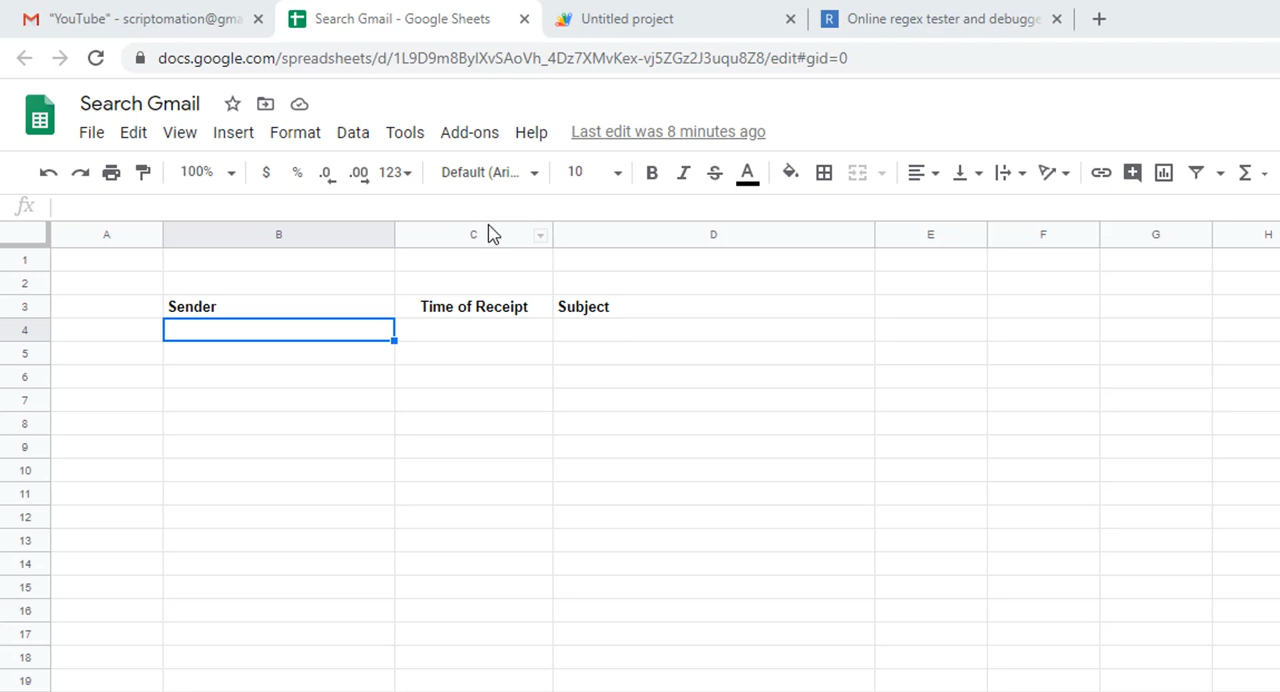 "YouTube" - scriptomation@gma
Search Gmail - Google Sheets
Untitled project
R
Online regex tester and debugge
docs.google.com/spreadsheets/d/1L9D9m8ByIXvSAoVh_4Dz7XMvKex-vj5ZGz2J3uqu8Z8/edit#gid=0
Search Gmail
File Edit View Insert Format Data Tools Add-ons Help Last edit was 8 minutes ago
100% $ % .0 .00 123 Default (Ari... 10 B I S A Σ
fx
A B C D E F G H
1
2
3 Sender Time of Receipt Subject
4
5
6
7
8
9
10
11
12
13
14
15
16
17
18
19